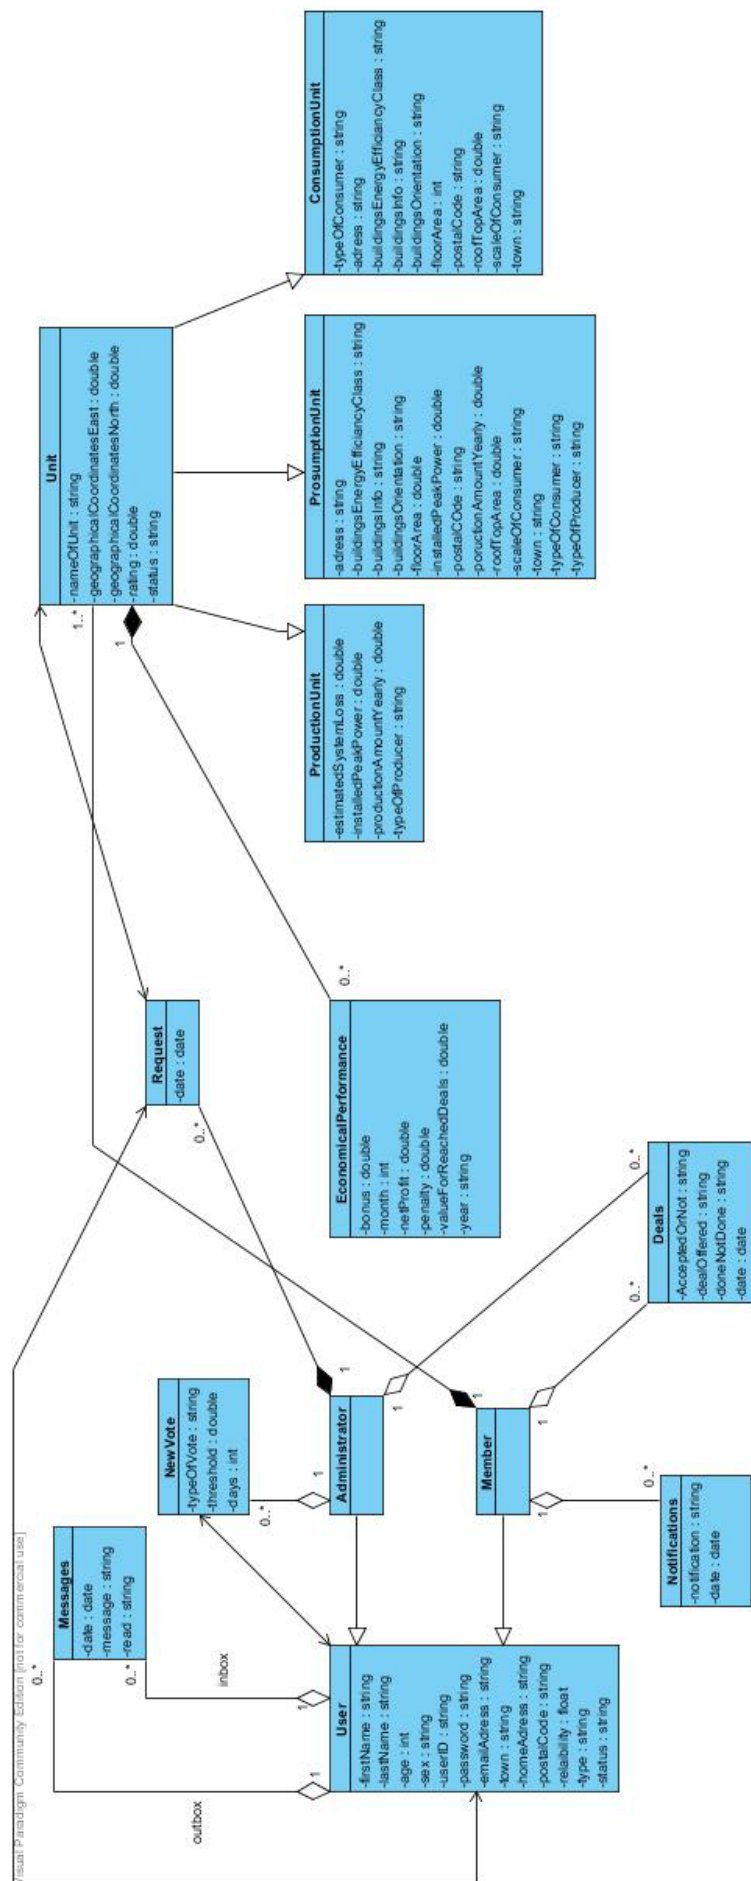 Visual Paradigm Community Edition [not for commercial use]
outbox
inbox
0..*
0..*
1
1
Messages
-date : date
-message : string
-read : string
User
-firstName : string
-lastName : string
-age : int
-sex : string
-userID : string
-password : string
-emailAdress : string
-town : string
-homeAdress : string
-postalCode : string
-relaibility : float
-type : string
-status : string
NewVote
-typeOfVote : string
-threshold : double
-days : int
0..*
1
Administrator
1
1
Member
1
1
1
Notifications
-notification : string
-date : date
0..*
Deals
-AcceptedOrNot : string
-dealOffered : string
-doneNotDone : string
-date : date
0..*
0..*
Request
-date : date
0..*
EconomicalPerformance
-bonus : double
-month : int
-netProfit : double
-penalty : double
-valueForReachedDeals : double
-year : string
0..*
Unit
-nameOfUnit : string
-geographicalCoordinatesEast : double
-geographicalCoordinatesNorth : double
-rating : double
-status : string
1..*
1
ProductionUnit
-estimatedSystemLoss : double
-installedPeakPower : double
-productionAmountYearly : double
-typeOfProducer : string
ProsumptionUnit
-adress : string
-buildingsEnergyEfficiancyClass : string
-buildingsInfo : string
-buildingsOrientation : string
-floorArea : double
-installedPeakPower : double
-postalCOde : string
-poructionAmountYearly : double
-roofTopArea : double
-scaleOfConsumer : string
-town : string
-typeOfConsumer : string
-typeOfProducer : string
ConsumptionUnit
-typeOfConsumer : string
-adress : string
-buildingsEnergyEfficiancyClass : string
-buildingsInfo : string
-buildingsOrientation : string
-floorArea : int
-postalCode : string
-roofTopArea : double
-scaleOfConsumer : string
-town : string